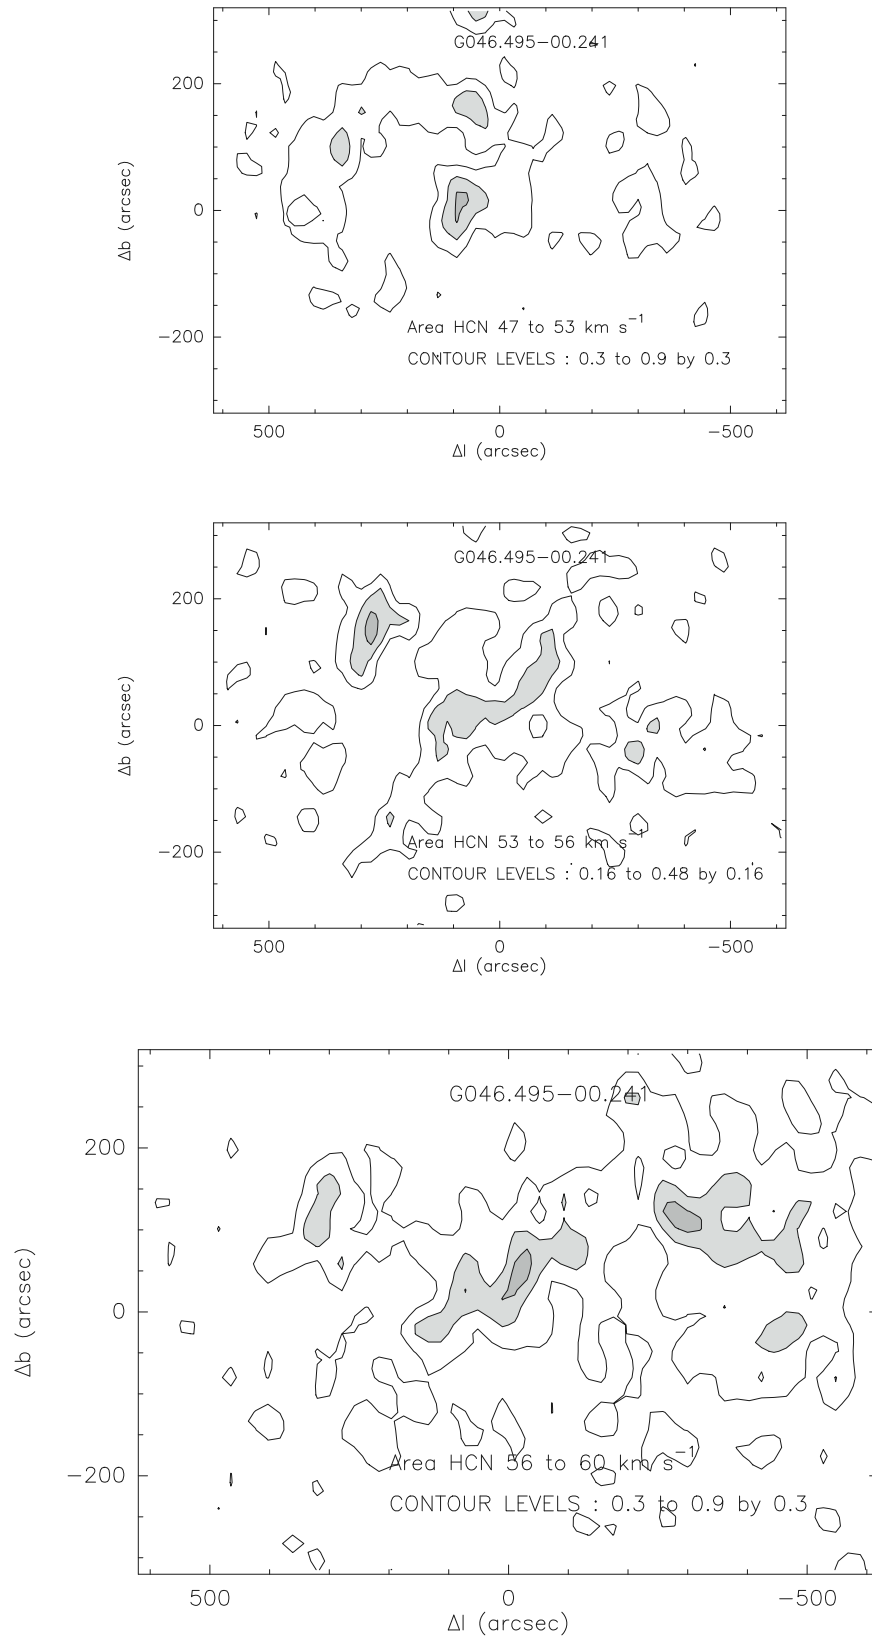 G046.495−00.241
200
0
−200
Δb (arcsec)
Area HCN 47 to 53 km s⁻¹
CONTOUR LEVELS : 0.3 to 0.9 by 0.3
500 0 −500
Δl (arcsec)
G046.495−00.241
200
0
−200
Δb (arcsec)
Area HCN 53 to 56 km s⁻¹
CONTOUR LEVELS : 0.16 to 0.48 by 0.16
500 0 −500
Δl (arcsec)
G046.495−00.241
200
0
−200
Δb (arcsec)
Area HCN 56 to 60 km s⁻¹
CONTOUR LEVELS : 0.3 to 0.9 by 0.3
500 0 −500
Δl (arcsec)